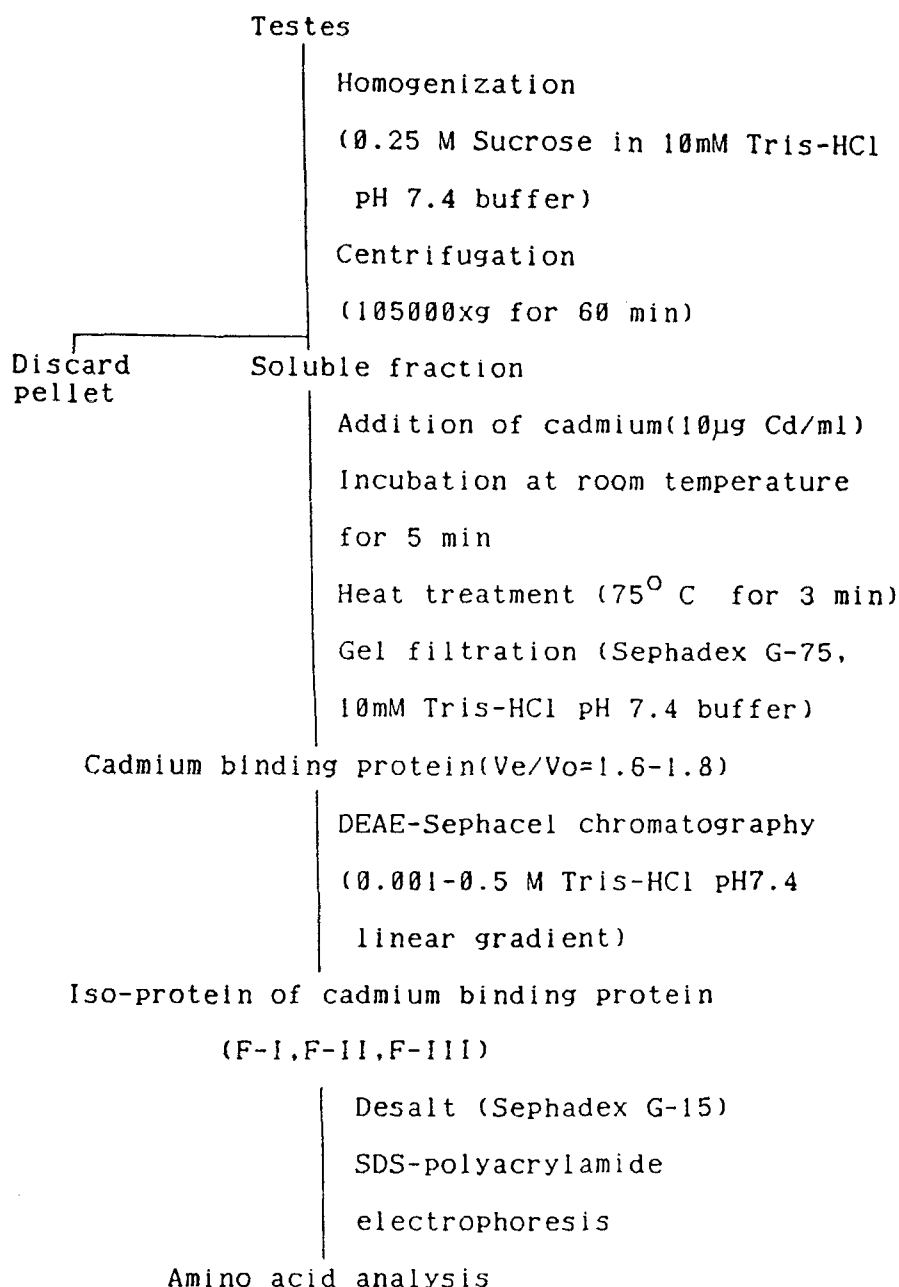 Testes
Homogenization
(0.25 M Sucrose in 10mM Tris-HCl
pH 7.4 buffer)
Centrifugation
(105000xg for 60 min)
Discard
pellet
Soluble fraction
Addition of cadmium(10µg Cd/ml)
Incubation at room temperature
for 5 min
Heat treatment (75° C for 3 min)
Gel filtration (Sephadex G-75,
10mM Tris-HCl pH 7.4 buffer)
Cadmium binding protein(Ve/Vo=1.6-1.8)
DEAE-Sephacel chromatography
(0.001-0.5 M Tris-HCl pH7.4
linear gradient)
Iso-protein of cadmium binding protein
(F-I,F-II,F-III)
Desalt (Sephadex G-15)
SDS-polyacrylamide
electrophoresis
Amino acid analysis